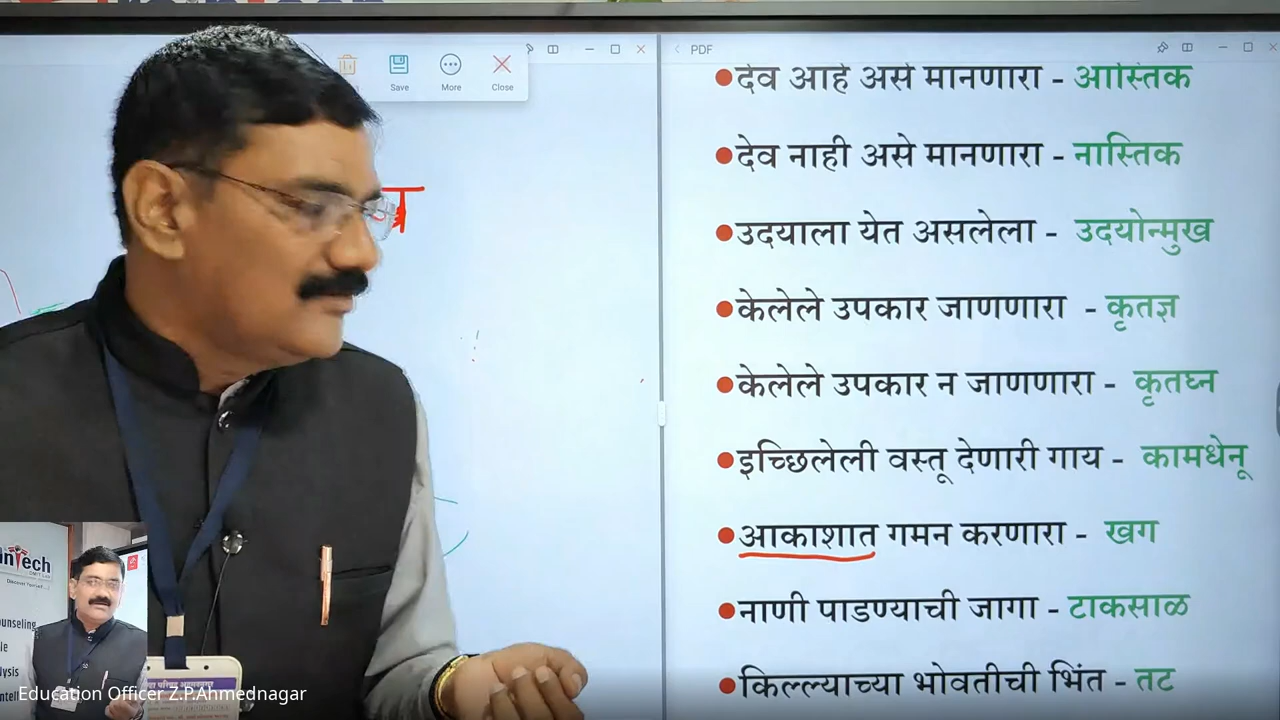 Save
More
Close
PDF
देव आहे असे मानणारा - आस्तिक
देव नाही असे मानणारा - नास्तिक
उदयाला येत असलेला - उदयोन्मुख
केलेले उपकार जाणणारा - कृतज्ञ
केलेले उपकार न जाणणारा - कृतघ्न
इच्छिलेली वस्तू देणारी गाय - कामधेनू
आकाशात गमन करणारा - खग
नाणी पाडण्याची जागा - टाकसाळ
किल्ल्याच्या भोवतीची भिंत - तट
Education Officer Z.P.Ahmednagar